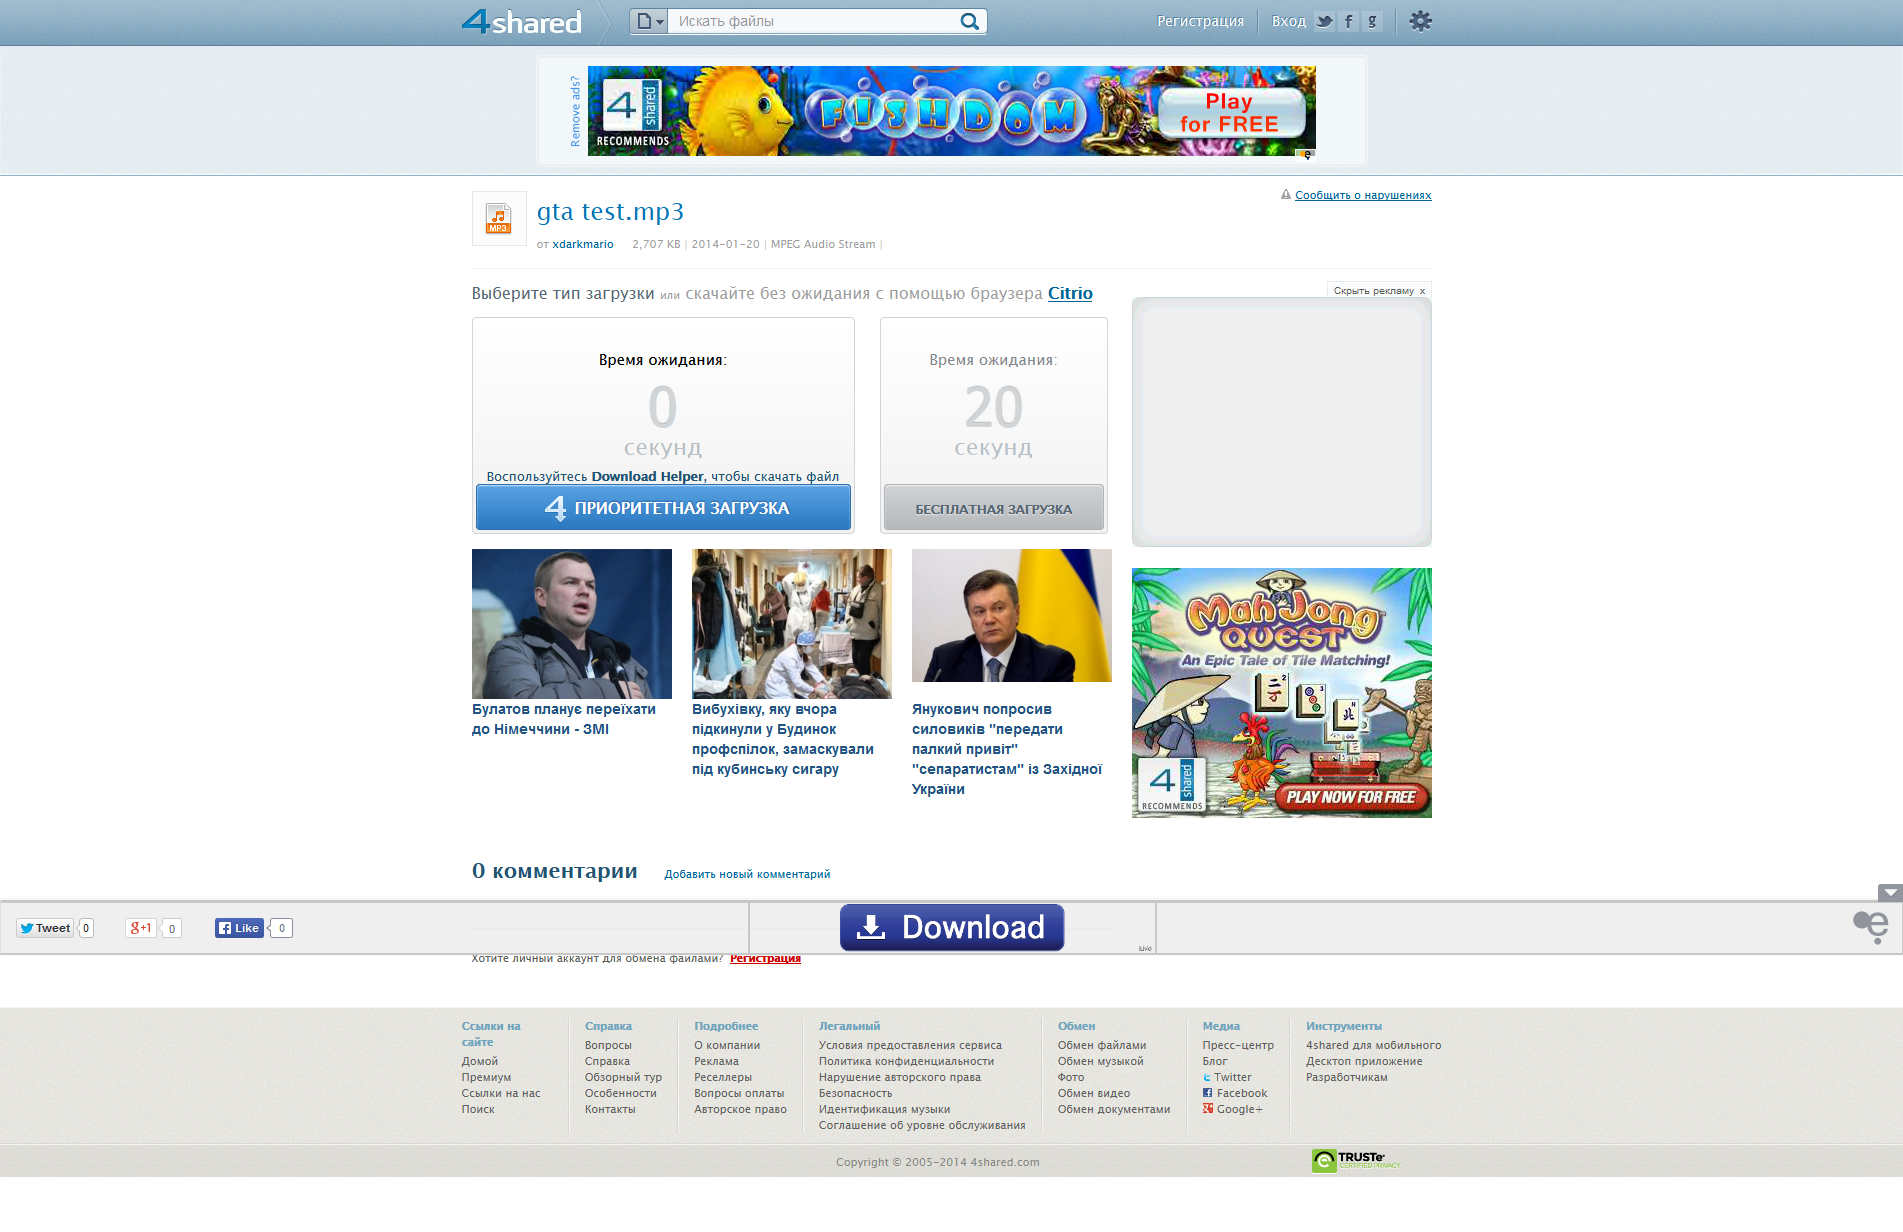 4shared
Искать файлы
Регистрация
Вход
Remove ads?
4 shared
RECOMMENDS
FISHDOM
Play
for FREE
Сообщить о нарушениях
MP3
gta test.mp3
от xdarkmario 2,707 KB | 2014-01-20 | MPEG Audio Stream |
Выберите тип загрузки или скачайте без ожидания с помощью браузера Citrio
Скрыть рекламу x
Время ожидания:
0
секунд
Воспользуйтесь Download Helper, чтобы скачать файл
4 ПРИОРИТЕТНАЯ ЗАГРУЗКА
Время ожидания:
20
секунд
БЕСПЛАТНАЯ ЗАГРУЗКА
Булатов планує переїхати
до Німеччини - ЗМІ
Вибухівку, яку вчора
підкинули у Будинок
профспілок, замаскували
під кубинську сигару
Янукович попросив
силовиків "передати
палкий привіт"
"сепаратистам" із Західної
України
Mah Jong
QUEST
An Epic Tale of Tile Matching!
4 shared
RECOMMENDS
PLAY NOW FOR FREE
0 комментарии
Добавить новый комментарий
Tweet 0
g+1 0
Like 0
Download
Хотите личный аккаунт для обмена файлами? Регистрация
Ссылки на
сайте
Домой
Премиум
Ссылки на нас
Поиск
Справка
Вопросы
Справка
Обзорный тур
Особенности
Контакты
Подробнее
О компании
Реклама
Реселлеры
Вопросы оплаты
Авторское право
Легальный
Условия предоставления сервиса
Политика конфиденциальности
Нарушение авторского права
Безопасность
Идентификация музыки
Соглашение об уровне обслуживания
Обмен
Обмен файлами
Обмен музыкой
Фото
Обмен видео
Обмен документами
Медиа
Пресс-центр
Блог
Twitter
Facebook
Google+
Инструменты
4shared для мобильного
Десктоп приложение
Разработчикам
Copyright © 2005-2014 4shared.com
TRUSTe
CERTIFIED PRIVACY